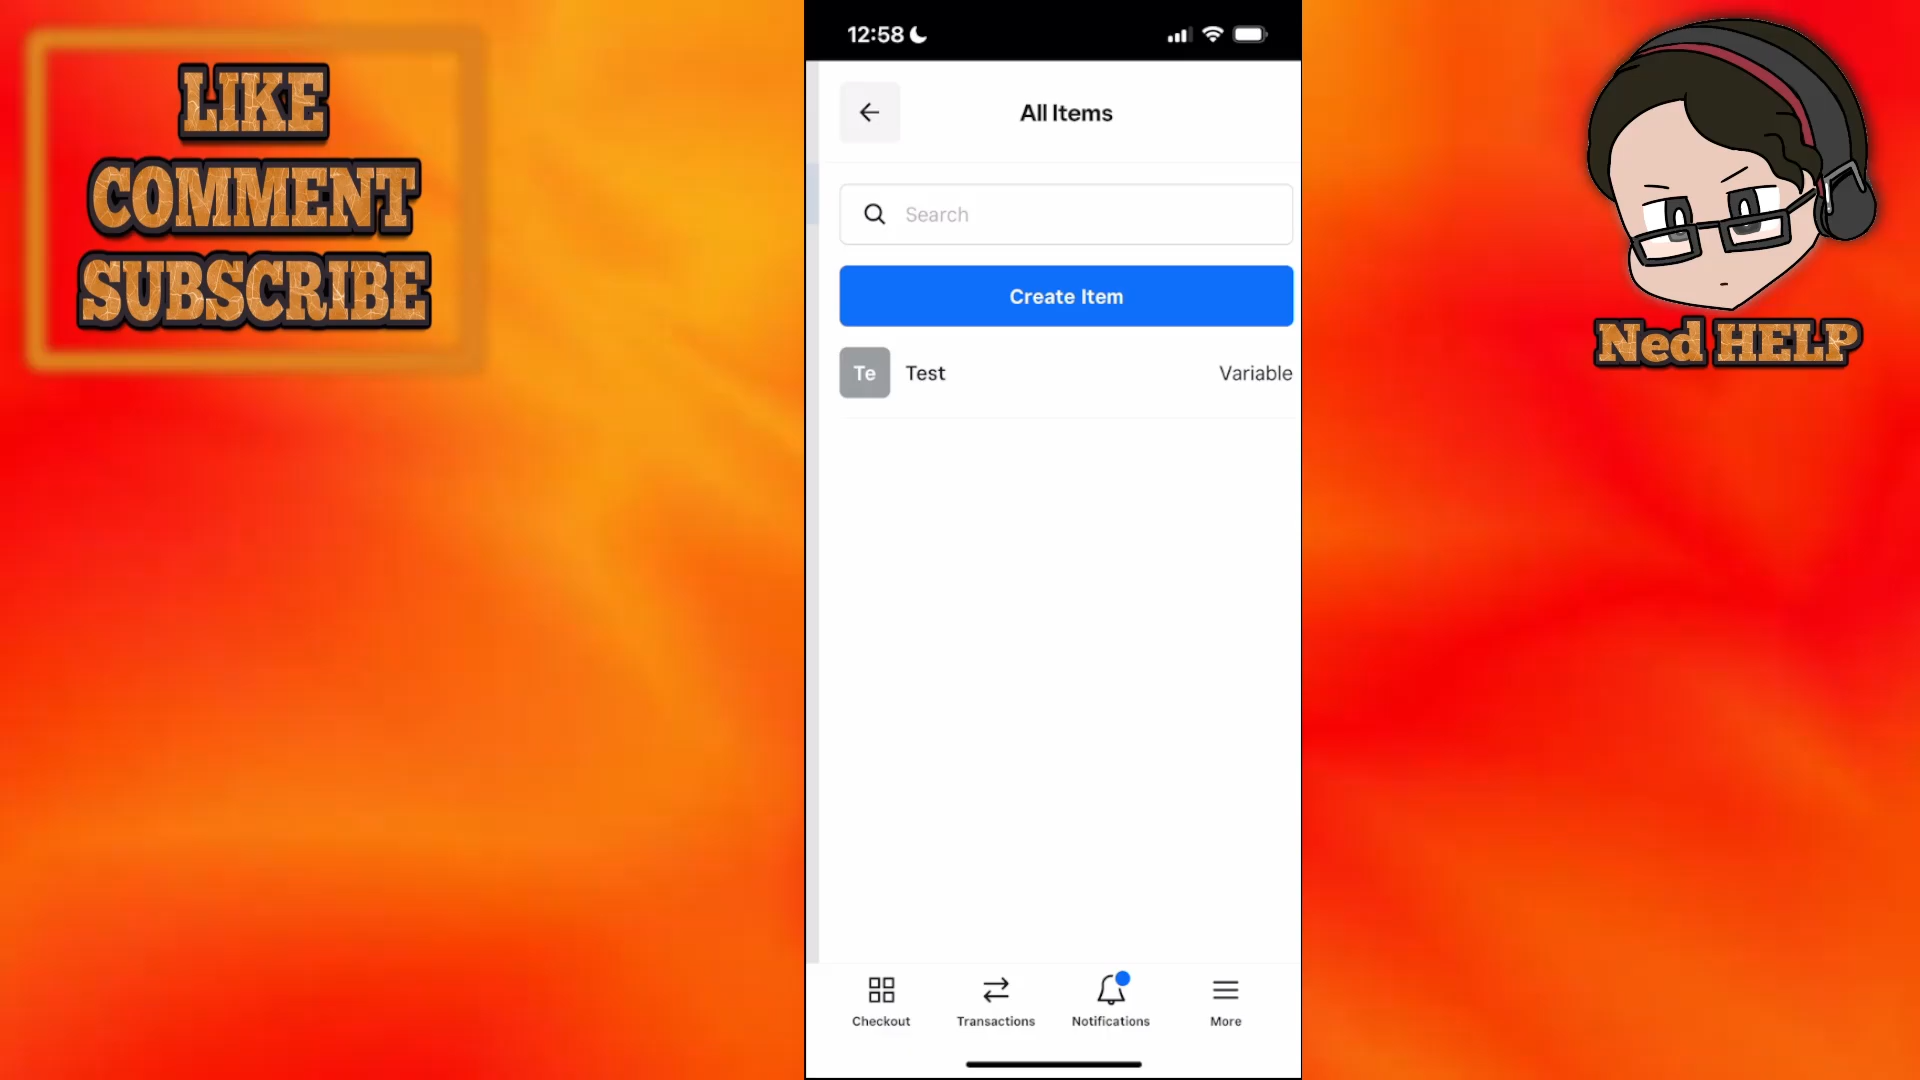 LIKE
COMMENT
SUBSCRIBE
12:58
All Items
Search
Create Item
Te Test Variable
Checkout Transactions Notifications More
Ned HELP